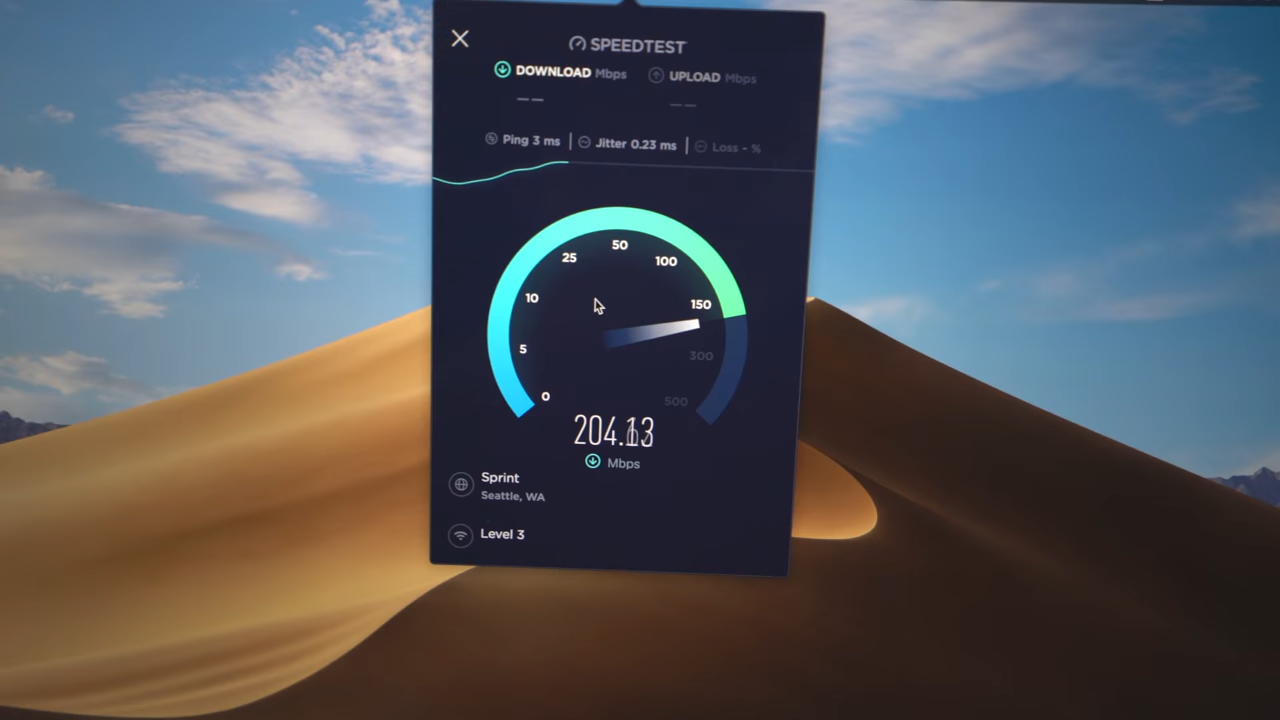 SPEEDTEST
DOWNLOAD Mbps UPLOAD Mbps
— — — —
Ping 3 ms | Jitter 0.23 ms | Loss - %
50
25 100
10 150
5 300
0 500
204.
Mbps
Sprint
Seattle, WA
Level 3